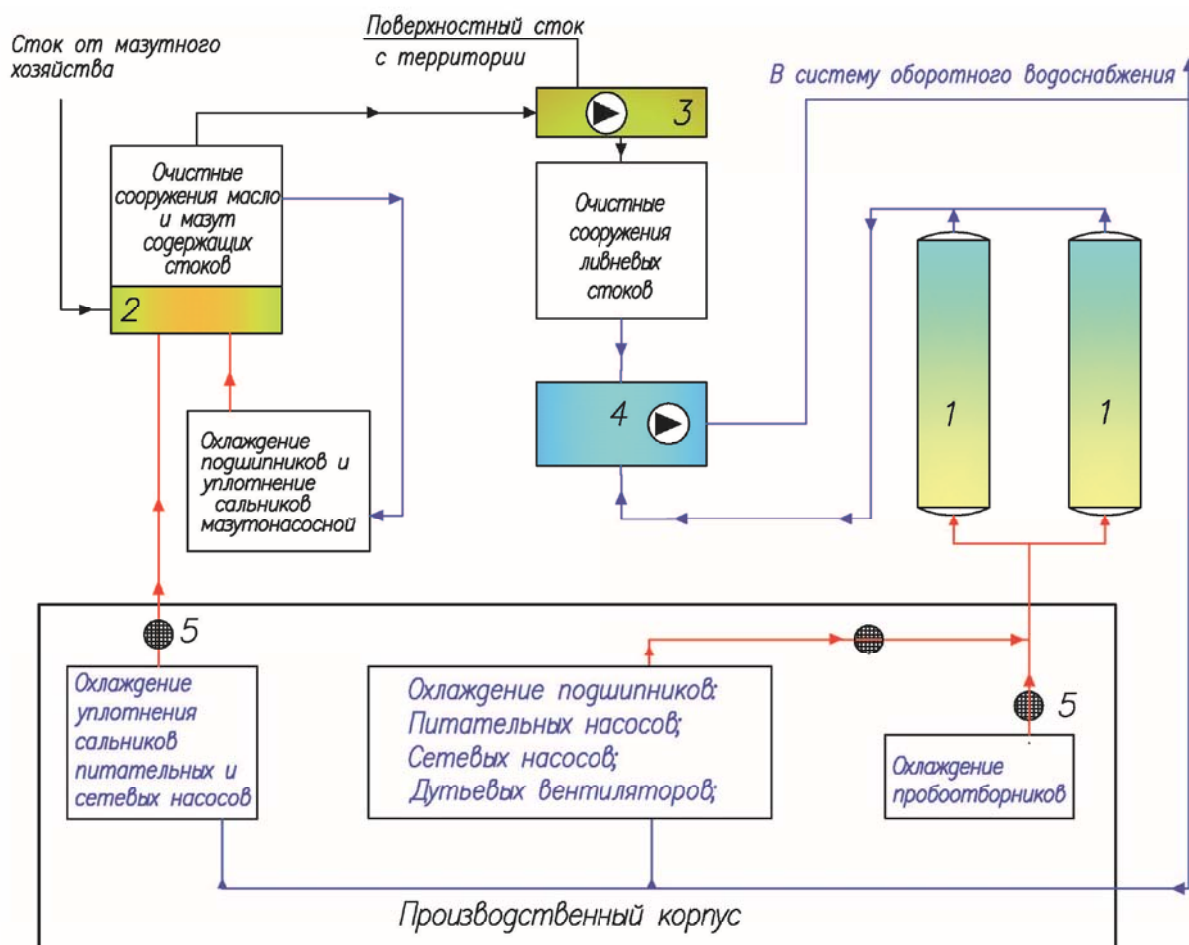 Сток от мазутного
хозяйства
Поверхностный сток
с территории
В систему оборотного водоснабжения
3
Очистные
сооружения масло
и мазут
содержащих
стоков
2
Очистные
сооружения
ливневых
стоков
4
1
1
Охлаждение
подшипников и
уплотнение
сальников
мазутонасосной
5
Охлаждение
уплотнения
сальников
питательных и
сетевых насосов
Охлаждение подшипников:
Питательных насосов;
Сетевых насосов;
Дутьевых вентиляторов;
5
Охлаждение
пробоотборников
Производственный корпус